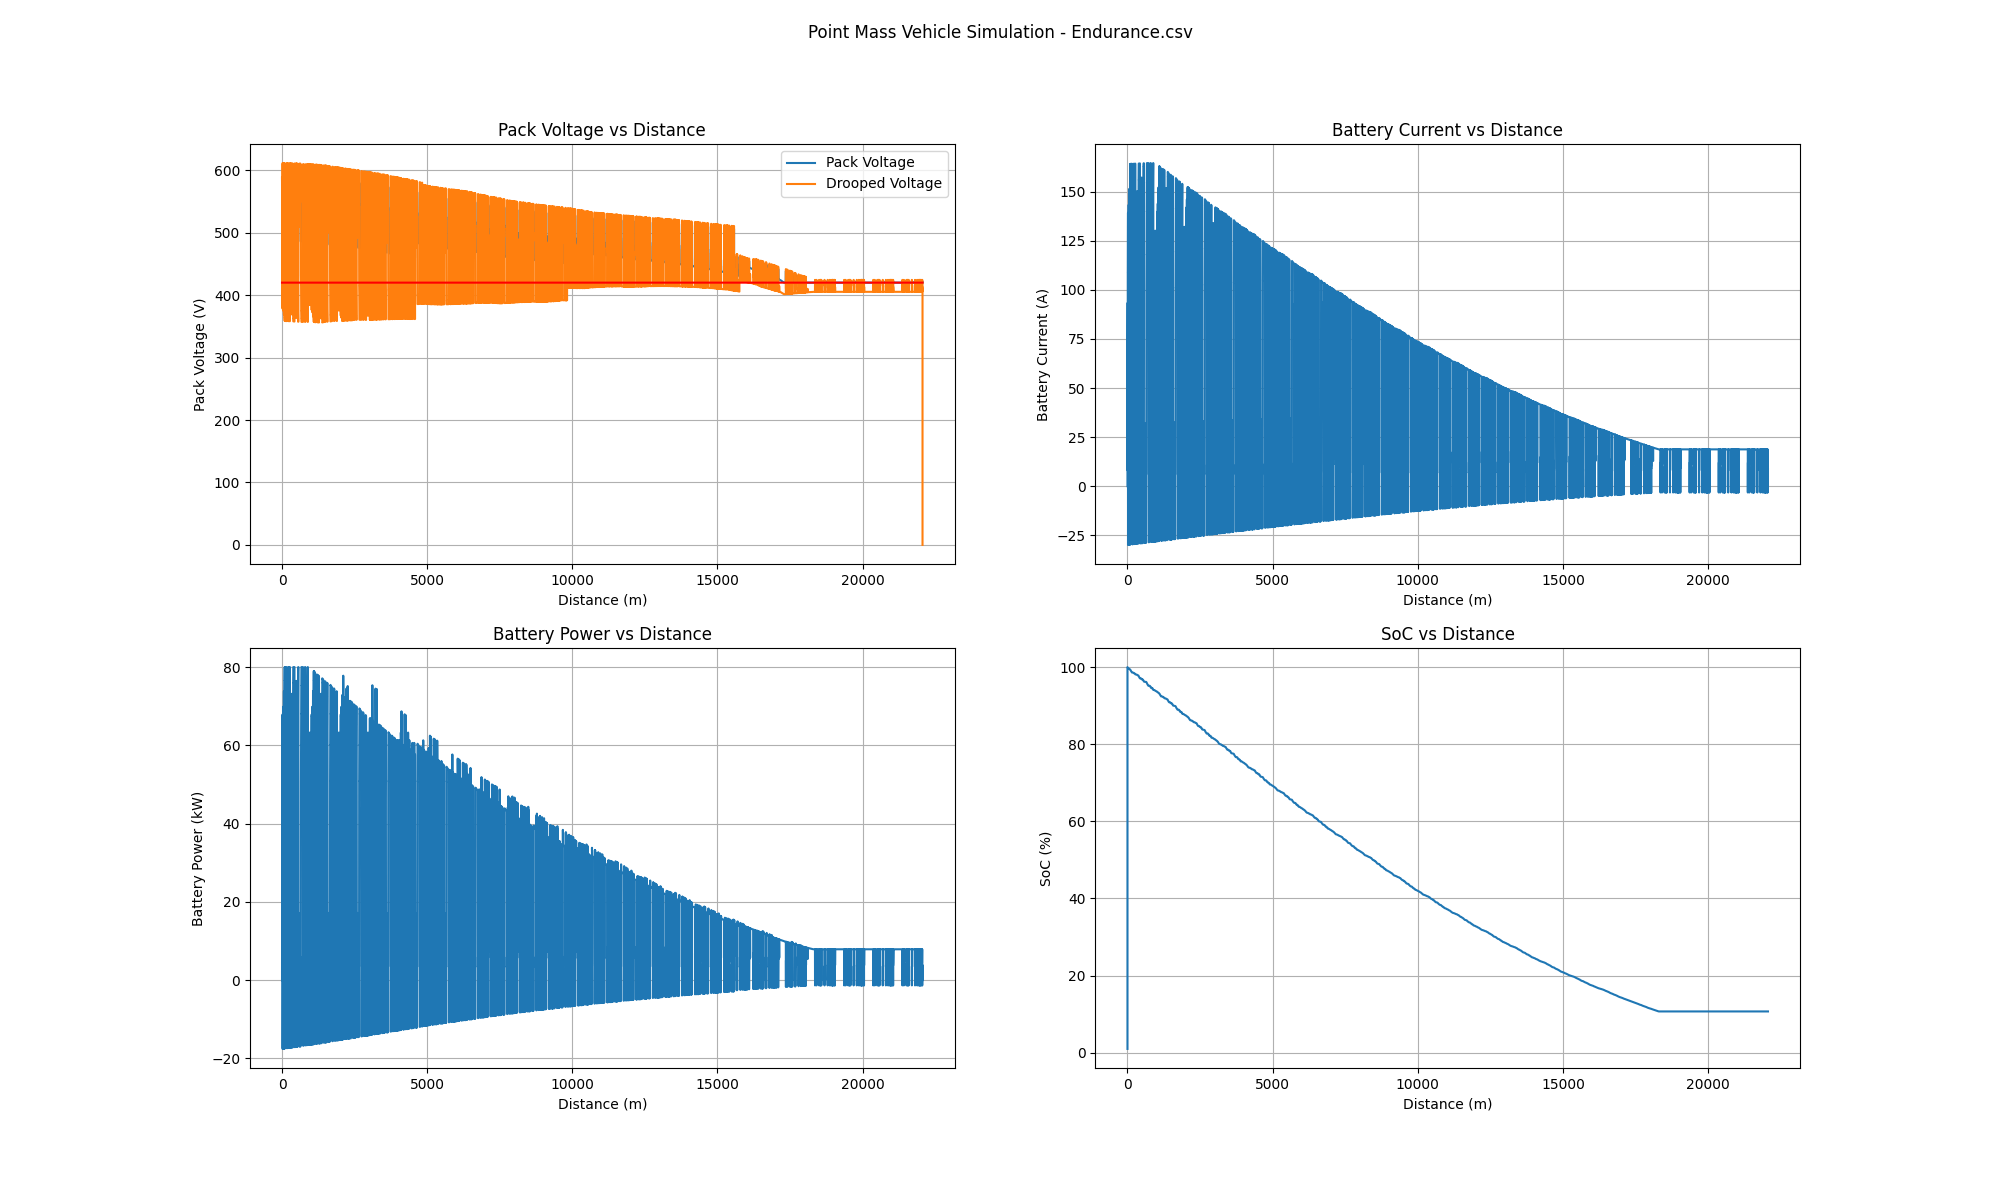 Point Mass Vehicle Simulation - Endurance.csv
Pack Voltage vs Distance
Pack Voltage
Drooped Voltage
600
500
400
300
200
100
0
Pack Voltage (V)
0 5000 10000 15000 20000
Distance (m)
Battery Current vs Distance
150
125
100
75
50
25
0
−25
Battery Current (A)
0 5000 10000 15000 20000
Distance (m)
Battery Power vs Distance
80
60
40
20
0
−20
Battery Power (kW)
0 5000 10000 15000 20000
Distance (m)
SoC vs Distance
100
80
60
40
20
0
SoC (%)
0 5000 10000 15000 20000
Distance (m)